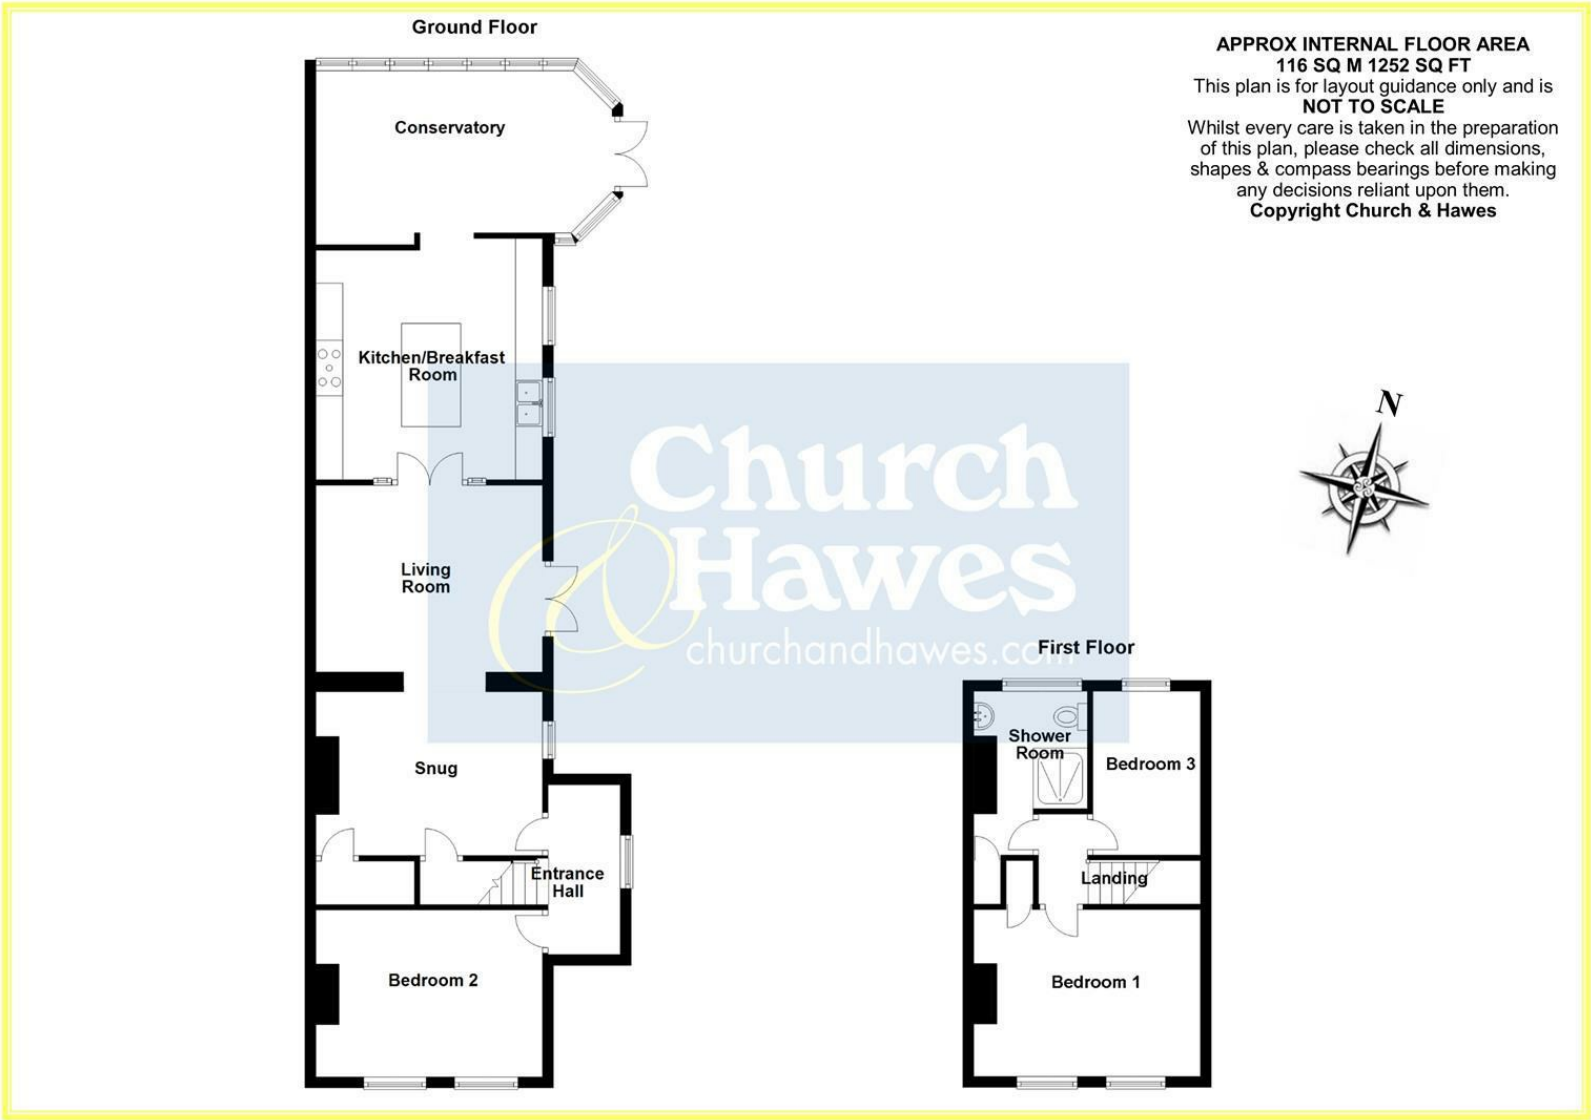 Ground Floor
APPROX INTERNAL FLOOR AREA
116 SQ M 1252 SQ FT
This plan is for layout guidance only and is
NOT TO SCALE
Whilst every care is taken in the preparation
of this plan, please check all dimensions,
shapes & compass bearings before making
any decisions reliant upon them.
Copyright Church & Hawes
Conservatory
Kitchen/Breakfast
Room
N
Church
& Hawes
churchandhawes.com
Living
Room
Snug
Entrance
Hall
Bedroom 2
First Floor
Shower
Room
Bedroom 3
Landing
Bedroom 1